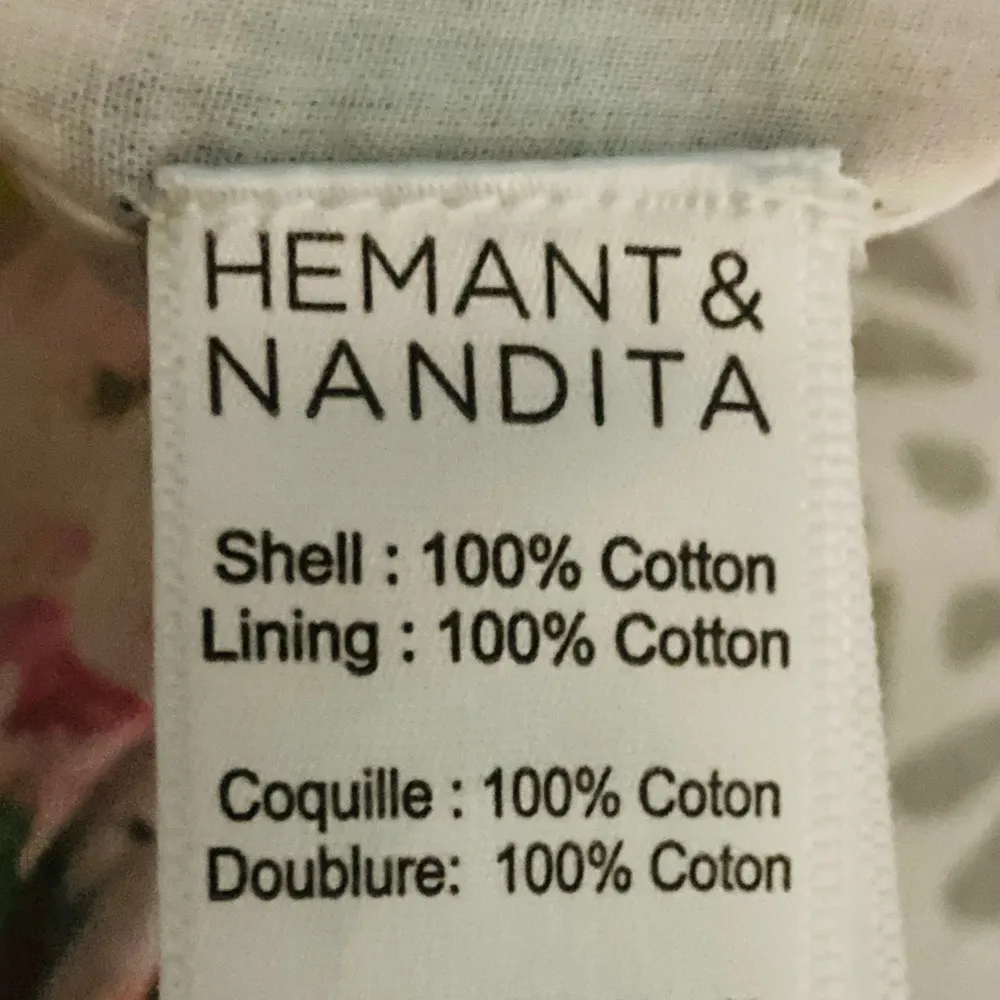 HEMANT &
NANDITA
Shell : 100% Cotton
Lining : 100% Cotton
Coquille : 100% Coton
Doublure: 100% Coton